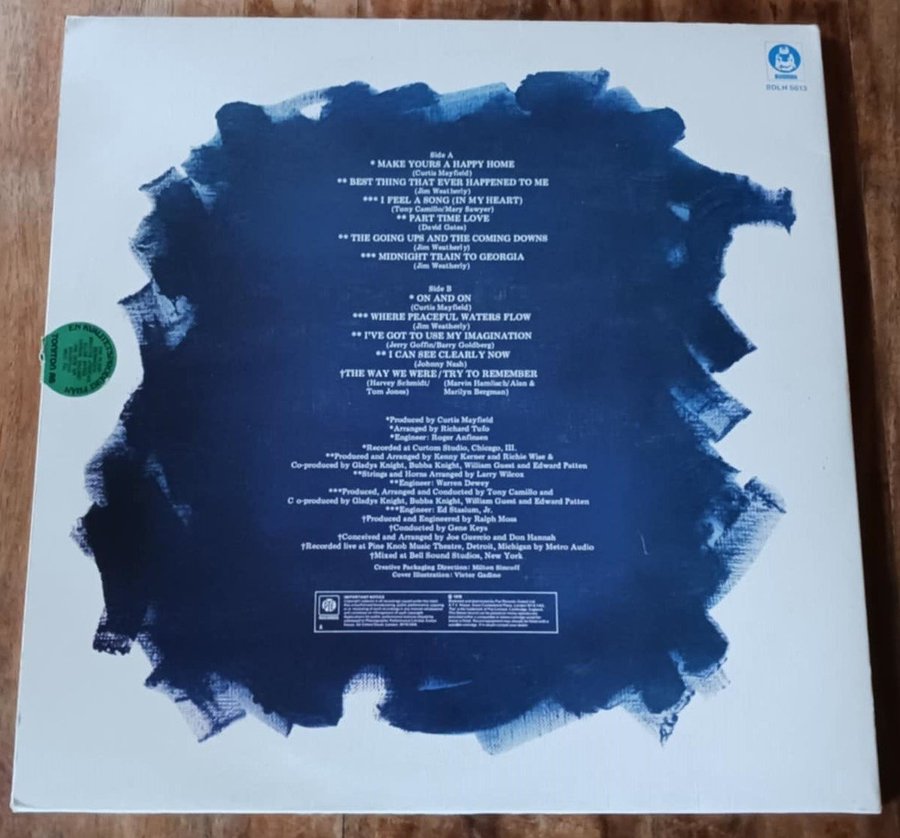 BUDDAH
BDLH 5013
Side A
* MAKE YOURS A HAPPY HOME
(Curtis Mayfield)
** BEST THING THAT EVER HAPPENED TO ME
(Jim Weatherly)
*** I FEEL A SONG (IN MY HEART)
(Tony Camillo/Mary Sawyer)
** PART TIME LOVE
(David Gates)
** THE GOING UPS AND THE COMING DOWNS
(Jim Weatherly)
*** MIDNIGHT TRAIN TO GEORGIA
(Jim Weatherly)
Side B
* ON AND ON
(Curtis Mayfield)
*** WHERE PEACEFUL WATERS FLOW
(Jim Weatherly)
** I'VE GOT TO USE MY IMAGINATION
(Jerry Goffin/Barry Goldberg)
** I CAN SEE CLEARLY NOW
(Johnny Nash)
†THE WAY WE WERE/TRY TO REMEMBER
(Harvey Schmidt/ (Marvin Hamlisch/Alan &
Tom Jones) Marilyn Bergman)
*Produced by Curtis Mayfield
*Arranged by Richard Tufo
*Engineer: Roger Anfinsen
*Recorded at Curtom Studio, Chicago, Ill.
**Produced and Arranged by Kenny Kerner and Richie Wise &
Co-produced by Gladys Knight, Bubba Knight, William Guest and Edward Patten
**Strings and Horns Arranged by Larry Wilcox
**Engineer: Warren Dewey
***Produced, Arranged and Conducted by Tony Camillo and
C o-produced by Gladys Knight, Bubba Knight, William Guest and Edward Patten
***Engineer: Ed Stasium, Jr.
†Produced and Engineered by Ralph Moss
†Conducted by Gene Keys
†Conceived and Arranged by Joe Guercio and Don Hannah
†Recorded live at Pine Knob Music Theatre, Detroit, Michigan by Metro Audio
†Mixed at Bell Sound Studios, New York
Creative Packaging Direction: Milton Sincoff
Cover Illustration: Victor Gadino
PYE
RECORDS
IMPORTANT NOTICE
EN KVALITETSPRODUKT FRÅN